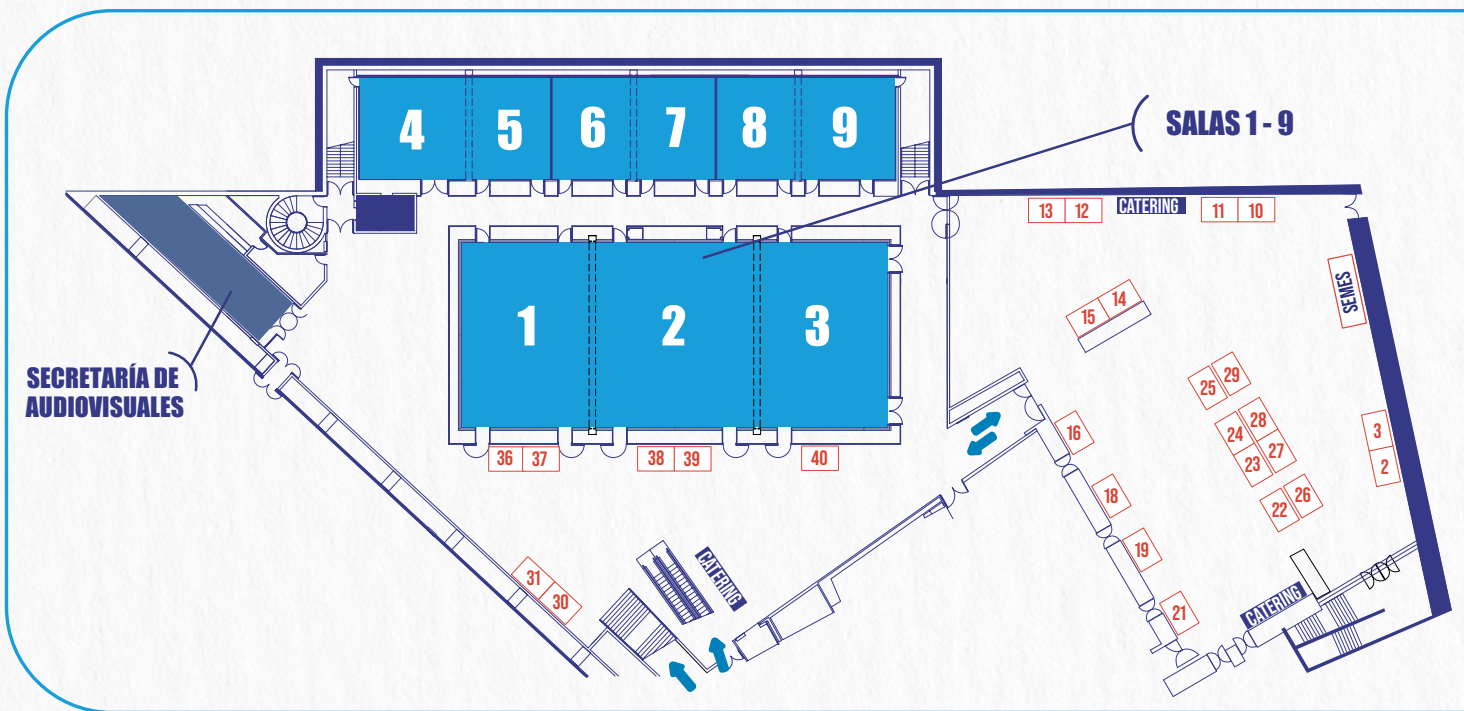 4 5 6 7 8 9
SALAS 1 - 9
13 12 CATERING 11 10
SEMES
15 14
1 2 3
SECRETARÍA DE
AUDIOVISUALES
25 29
24 28
23 27
22 26
3
2
16
18
19
21
36 37 38 39 40
31
30
CATERING
CATERING